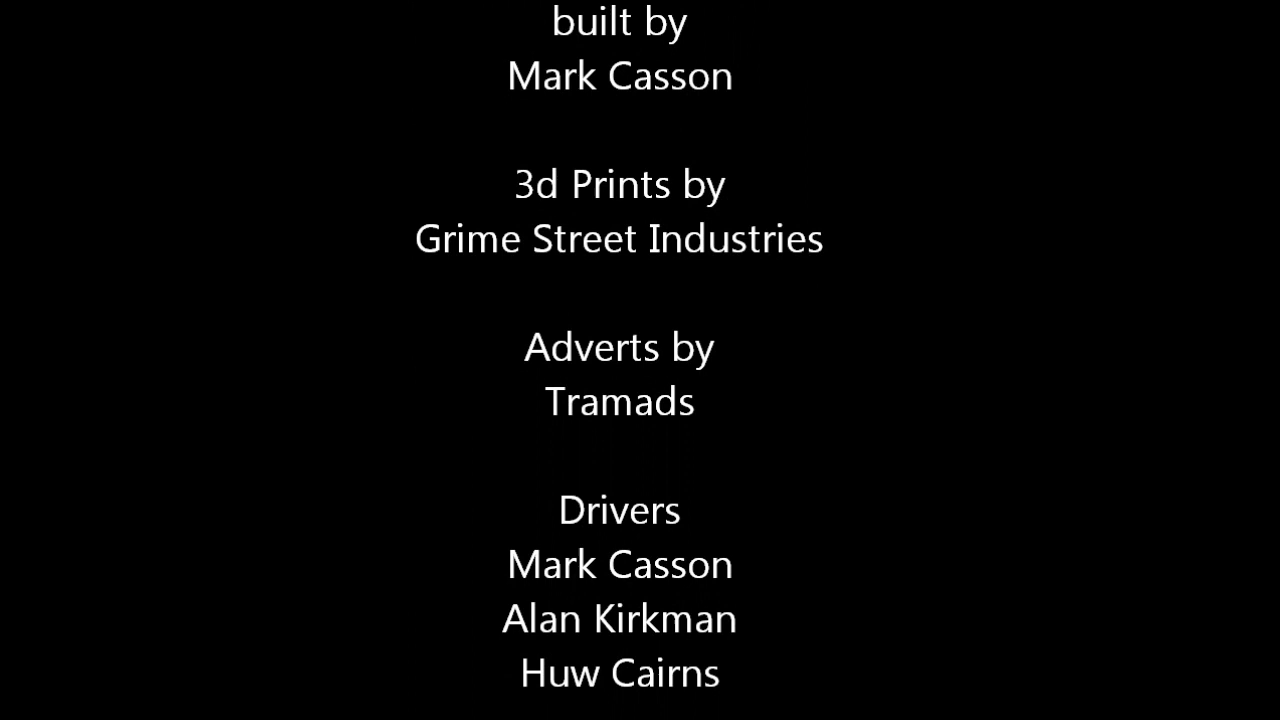 built by
Mark Casson
3d Prints by
Grime Street Industries
Adverts by
Tramads
Drivers
Mark Casson
Alan Kirkman
Huw Cairns